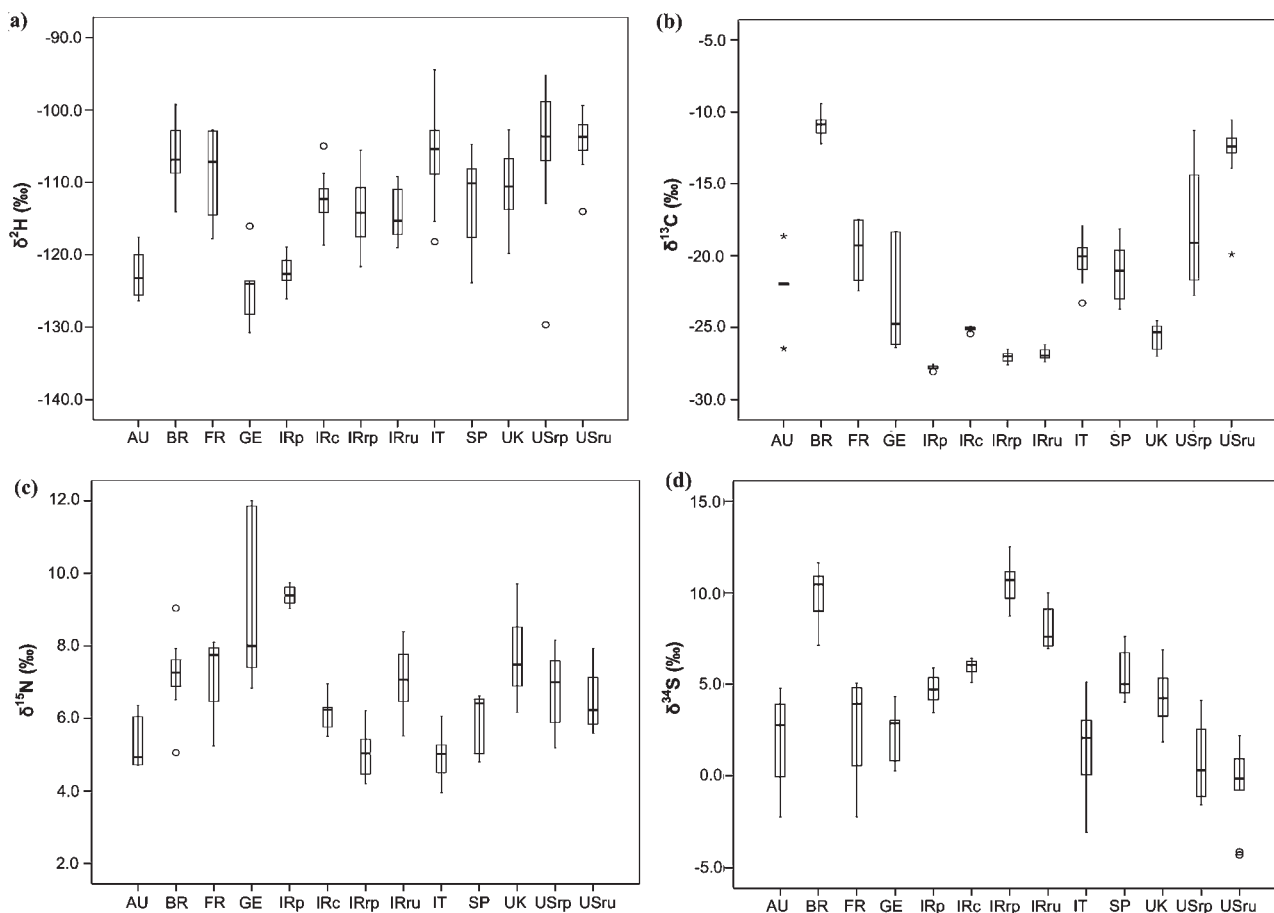 a)
-90.0
-100.0
-110.0
-120.0
-130.0
-140.0
δ²H (‰)
AU BR FR GE IRp IRc IRrp IRru IT SP UK USrp USru
(b)
-5.0
-10.0
-15.0
-20.0
-25.0
-30.0
δ¹³C (‰)
AU BR FR GE IRp IRc IRrp IRru IT SP UK USrp USru
(c)
12.0
10.0
8.0
6.0
4.0
2.0
δ¹⁵N (‰)
AU BR FR GE IRp IRc IRrp IRru IT SP UK USrp USru
(d)
15.0
10.0
5.0
0.0
-5.0
δ³⁴S (‰)
AU BR FR GE IRp IRc IRrp IRru IT SP UK USrp USru